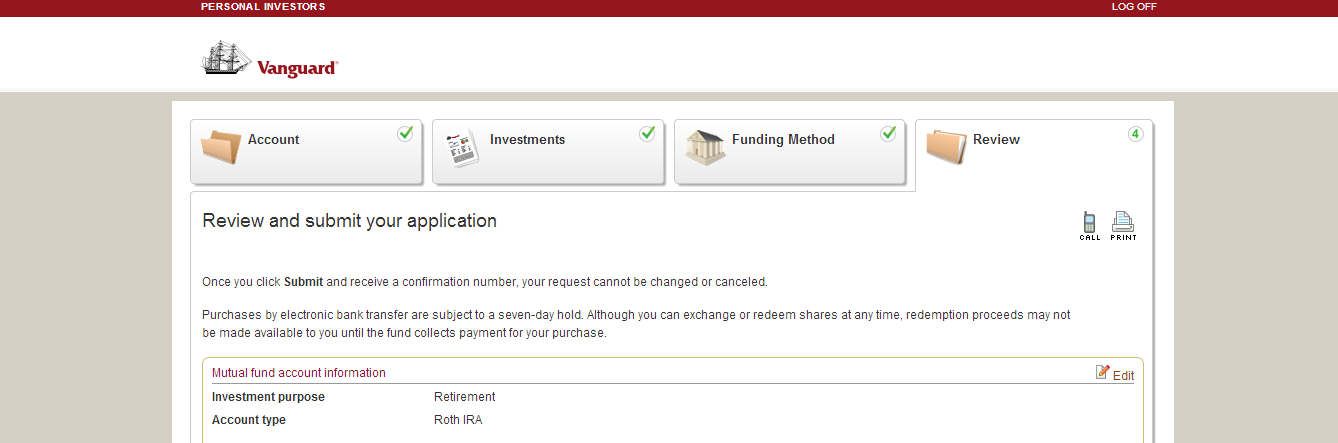 PERSONAL INVESTORS
LOG OFF
Vanguard®
Account
Investments
Funding Method
Review
4
Review and submit your application
CALL
PRINT
Once you click Submit and receive a confirmation number, your request cannot be changed or canceled.
Purchases by electronic bank transfer are subject to a seven-day hold. Although you can exchange or redeem shares at any time, redemption proceeds may not
be made available to you until the fund collects payment for your purchase.
Mutual fund account information
Edit
Investment purpose Retirement
Account type Roth IRA